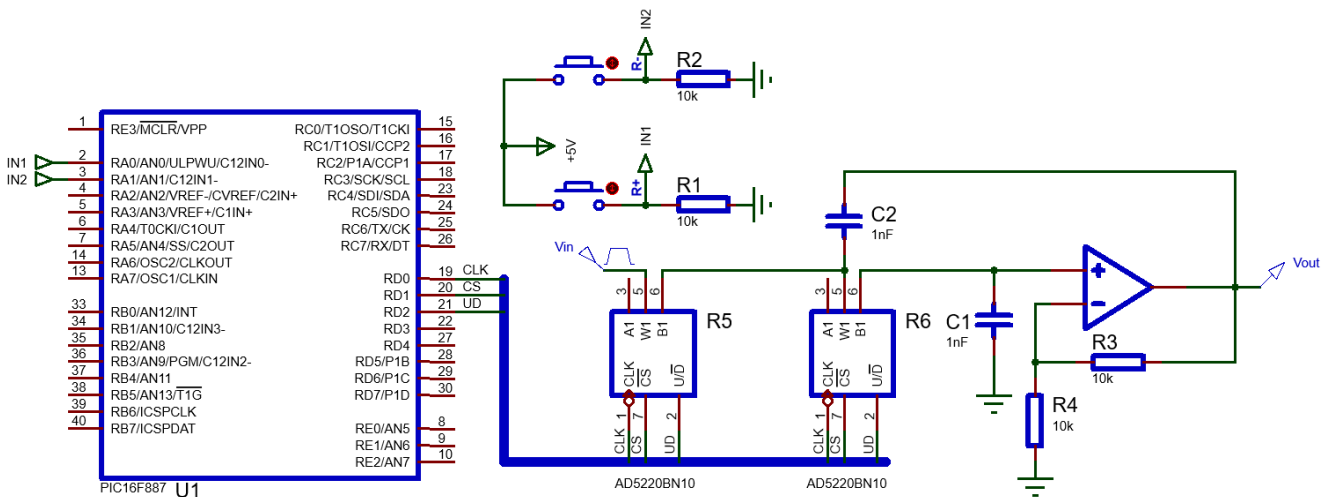 IN2
R-
R2
10k
+5V
IN1
R+
R1
10k
1 RE3/MCLR/VPP RC0/T1OSO/T1CKI 15
RC1/T1OSI/CCP2 16
IN1 2 RA0/AN0/ULPWU/C12IN0- RC2/P1A/CCP1 17
IN2 3 RA1/AN1/C12IN1- RC3/SCK/SCL 18
4 RA2/AN2/VREF-/CVREF/C2IN+ RC4/SDI/SDA 23
5 RA3/AN3/VREF+/C1IN+ RC5/SDO 24
6 RA4/T0CKI/C1OUT RC6/TX/CK 25
7 RA5/AN4/SS/C2OUT RC7/RX/DT 26
14 RA6/OSC2/CLKOUT
13 RA7/OSC1/CLKIN RD0 19 CLK
RD1 20 CS
33 RB0/AN12/INT RD2 21 UD
34 RB1/AN10/C12IN3- RD3 22
35 RB2/AN8 RD4 27
36 RB3/AN9/PGM/C12IN2- RD5/P1B 28
37 RB4/AN11 RD6/P1C 29
38 RB5/AN13/T1G RD7/P1D 30
39 RB6/ICSPCLK
40 RB7/ICSPDAT RE0/AN5 8
RE1/AN6 9
RE2/AN7 10
PIC16F887 U1
Vin
3 5 6
A1 W1 B1
R5
CLK CS U/D
1 7 2
CLK CS UD
AD5220BN10
C2
1nF
3 5 6
A1 W1 B1
R6
CLK CS U/D
1 7 2
CLK CS UD
AD5220BN10
C1
1nF
+
-
Vout
R3
10k
R4
10k